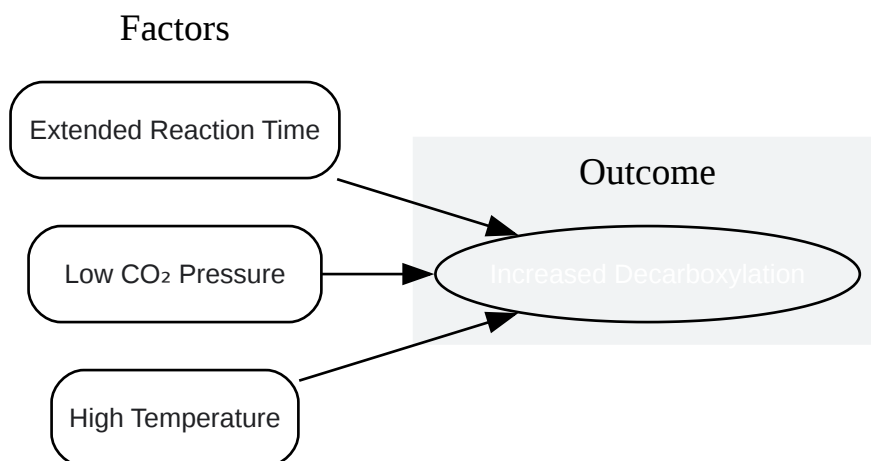 Factors
Extended Reaction Time
Outcome
Low CO₂ Pressure
Increased Decarboxylation
High Temperature